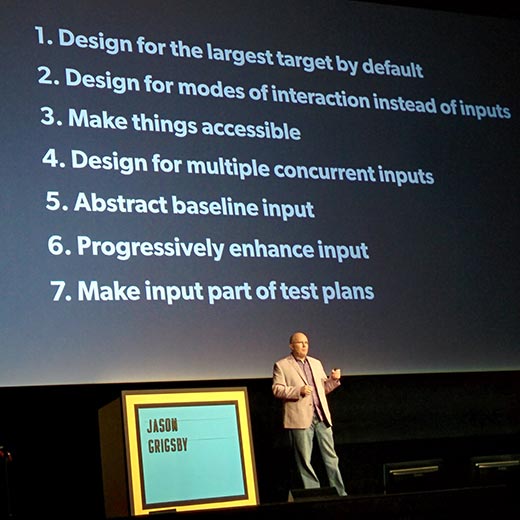 1. Design for the largest target by default
2. Design for modes of interaction instead of inputs
3. Make things accessible
4. Design for multiple concurrent inputs
5. Abstract baseline input
6. Progressively enhance input
7. Make input part of test plans
JASON
GRIGSBY